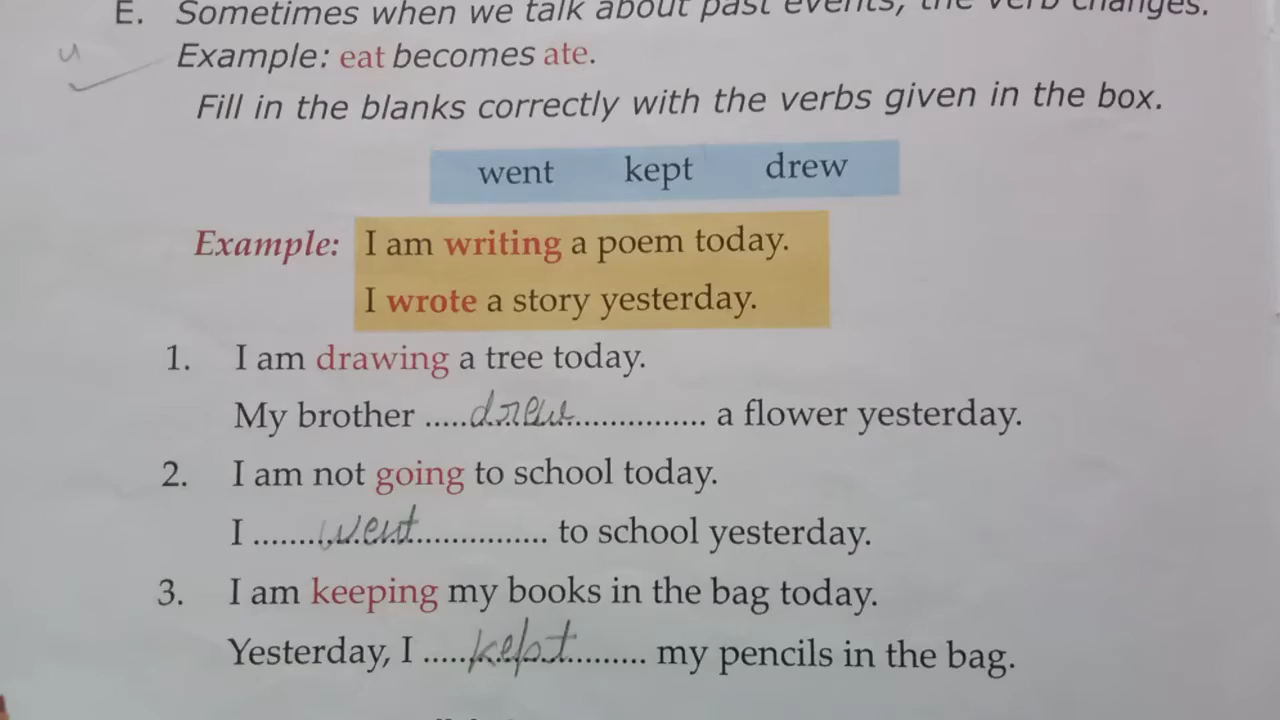 E. Sometimes when we talk about past events, the verb changes.
Example: eat becomes ate.
Fill in the blanks correctly with the verbs given in the box.
went kept drew
Example: I am writing a poem today.
I wrote a story yesterday.
1. I am drawing a tree today.
My brother .....drew.................. a flower yesterday.
2. I am not going to school today.
I .......went................ to school yesterday.
3. I am keeping my books in the bag today.
Yesterday, I .....kept............ my pencils in the bag.